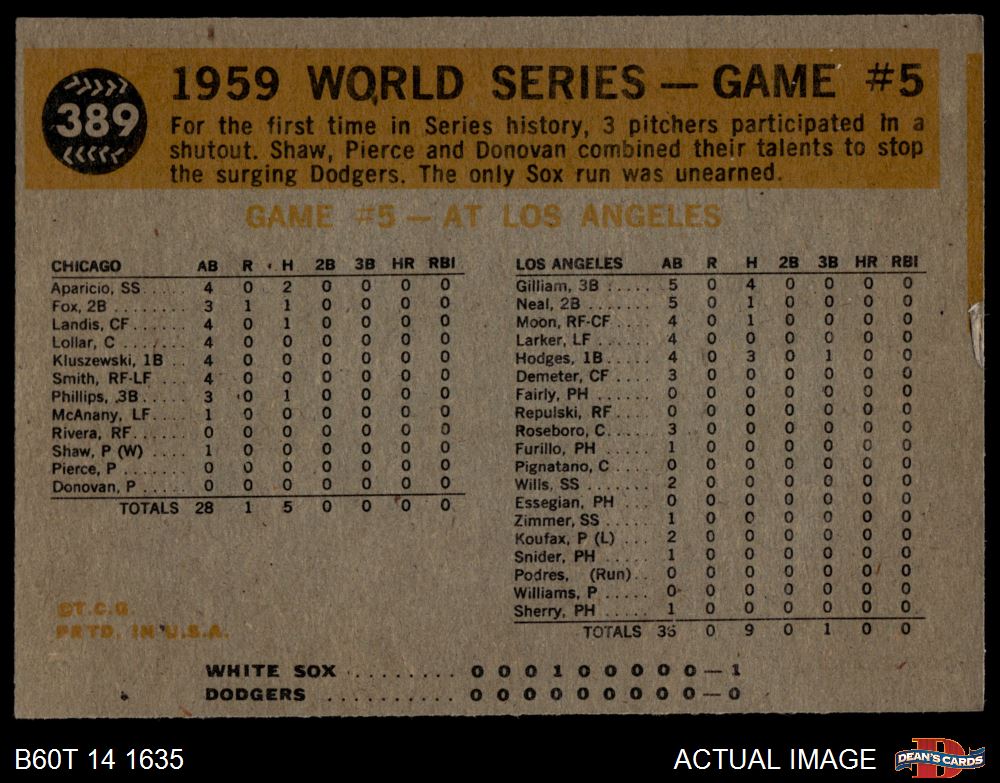 389
1959 WORLD SERIES — GAME #5
For the first time in Series history, 3 pitchers participated in a
shutout. Shaw, Pierce and Donovan combined their talents to stop
the surging Dodgers. The only Sox run was unearned.
GAME #5 — AT LOS ANGELES
CHICAGO AB R H 2B 3B HR RBI
Aparicio, SS..... 4 0 2 0 0 0 0
Fox, 2B ........ 3 1 1 0 0 0 0
Landis, CF...... 4 0 1 0 0 0 0
Lollar, C ....... 4 0 0 0 0 0 0
Kluszewski, 1B .. 4 0 0 0 0 0 0
Smith, RF-LF ... 4 0 0 0 0 0 0
Phillips, 3B..... 3 0 1 0 0 0 0
McAnany, LF.... 1 0 0 0 0 0 0
Rivera, RF...... 0 0 0 0 0 0 0
Shaw, P (W) .... 1 0 0 0 0 0 0
Pierce, P ....... 0 0 0 0 0 0 0
Donovan, P ..... 0 0 0 0 0 0 0
TOTALS 28 1 5 0 0 0 0
LOS ANGELES AB R H 2B 3B HR RBI
Gilliam, 3B ..... 5 0 4 0 0 0 0
Neal, 2B ....... 5 0 1 0 0 0 0
Moon, RF-CF .... 4 0 1 0 0 0 0
Larker, LF ...... 4 0 0 0 0 0 0
Hodges, 1B..... 4 0 3 0 1 0 0
Demeter, CF .... 3 0 0 0 0 0 0
Fairly, PH ...... 0 0 0 0 0 0 0
Repulski, RF .... 0 0 0 0 0 0 0
Roseboro, C..... 3 0 0 0 0 0 0
Furillo, PH ..... 1 0 0 0 0 0 0
Pignatano, C .... 0 0 0 0 0 0 0
Wills, SS ....... 2 0 0 0 0 0 0
Essegian, PH ... 0 0 0 0 0 0 0
Zimmer, SS ..... 1 0 0 0 0 0 0
Koufax, P (L) ... 2 0 0 0 0 0 0
Snider, PH ..... 1 0 0 0 0 0 0
Podres, (Run).. 0 0 0 0 0 0 0
Williams, P ..... 0 0 0 0 0 0 0
Sherry, PH ..... 1 0 0 0 0 0 0
TOTALS 36 0 9 0 1 0 0
©T.C.G.
PRTD. IN U.S.A.
WHITE SOX ......... 0 0 0 1 0 0 0 0 0 — 1
DODGERS ........... 0 0 0 0 0 0 0 0 0 — 0
B60T 14 1635
ACTUAL IMAGE
D
DEAN'S CARDS